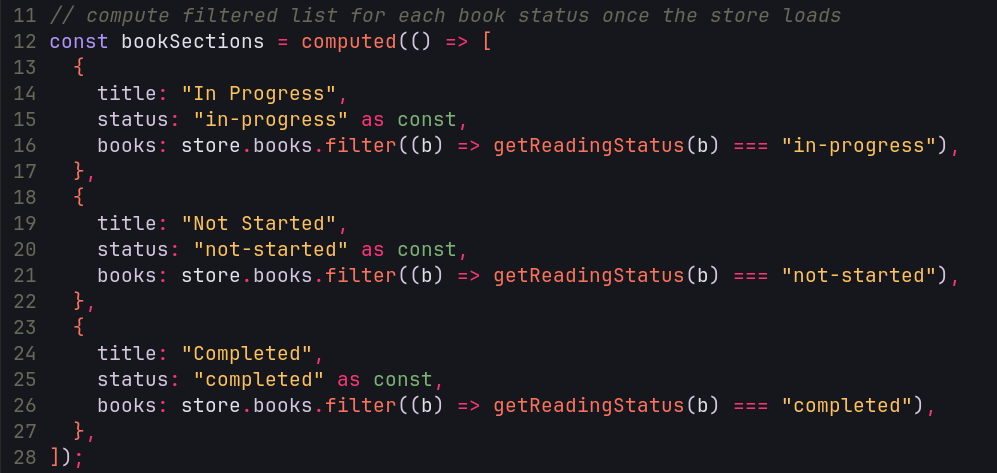 11 // compute filtered list for each book status once the store loads
12 const bookSections = computed(() => [
13   {
14     title: "In Progress",
15     status: "in-progress" as const,
16     books: store.books.filter((b) => getReadingStatus(b) === "in-progress"),
17   },
18   {
19     title: "Not Started",
20     status: "not-started" as const,
21     books: store.books.filter((b) => getReadingStatus(b) === "not-started"),
22   },
23   {
24     title: "Completed",
25     status: "completed" as const,
26     books: store.books.filter((b) => getReadingStatus(b) === "completed"),
27   },
28 ]);